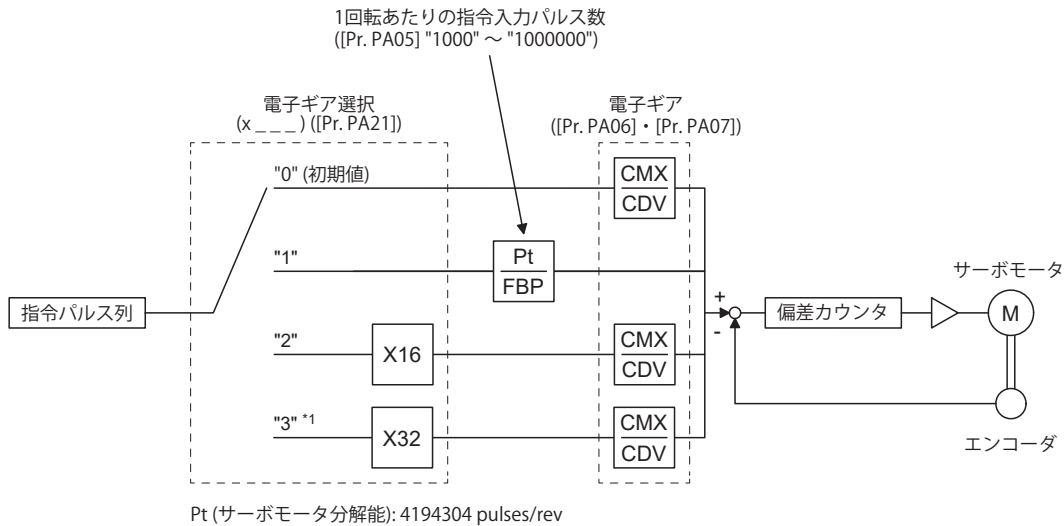 1回転あたりの指令入力パルス数
([Pr. PA05] "1000" ～ "1000000")
電子ギア選択
(x _ _ _ ) ([Pr. PA21])
電子ギア
([Pr. PA06]・[Pr. PA07])
"0" (初期値)
CMX
CDV
"1"
Pt
FBP
サーボモータ
指令パルス列
+
-
偏差カウンタ
M
"2"
X16
CMX
CDV
"3" *1
X32
CMX
CDV
エンコーダ
Pt (サーボモータ分解能): 4194304 pulses/rev